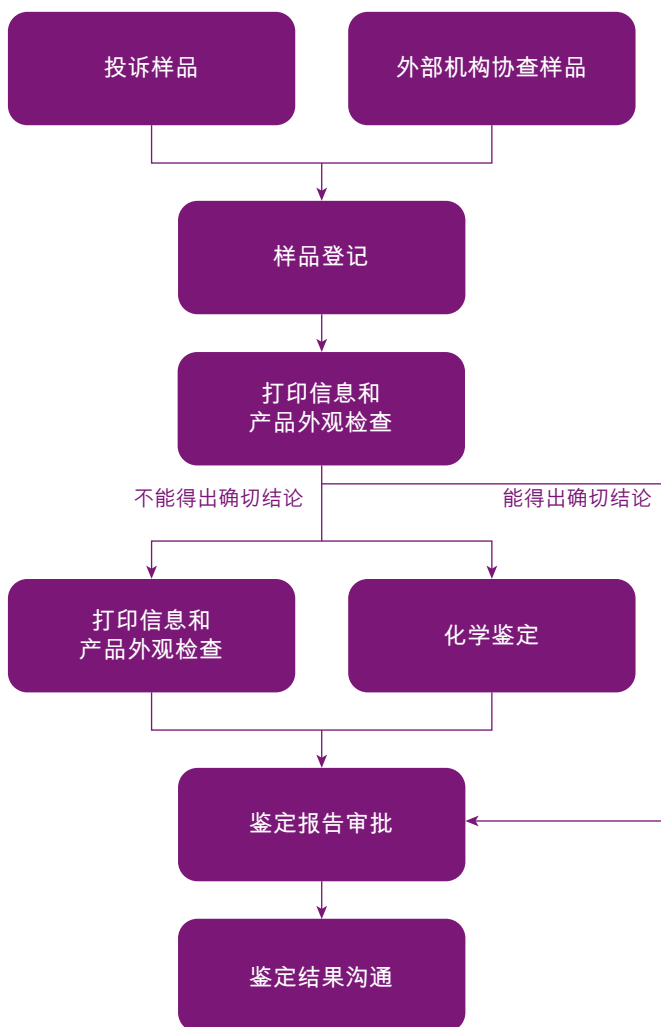 投诉样品
外部机构协查样品
样品登记
打印信息和
产品外观检查
不能得出确切结论
能得出确切结论
打印信息和
产品外观检查
化学鉴定
鉴定报告审批
鉴定结果沟通